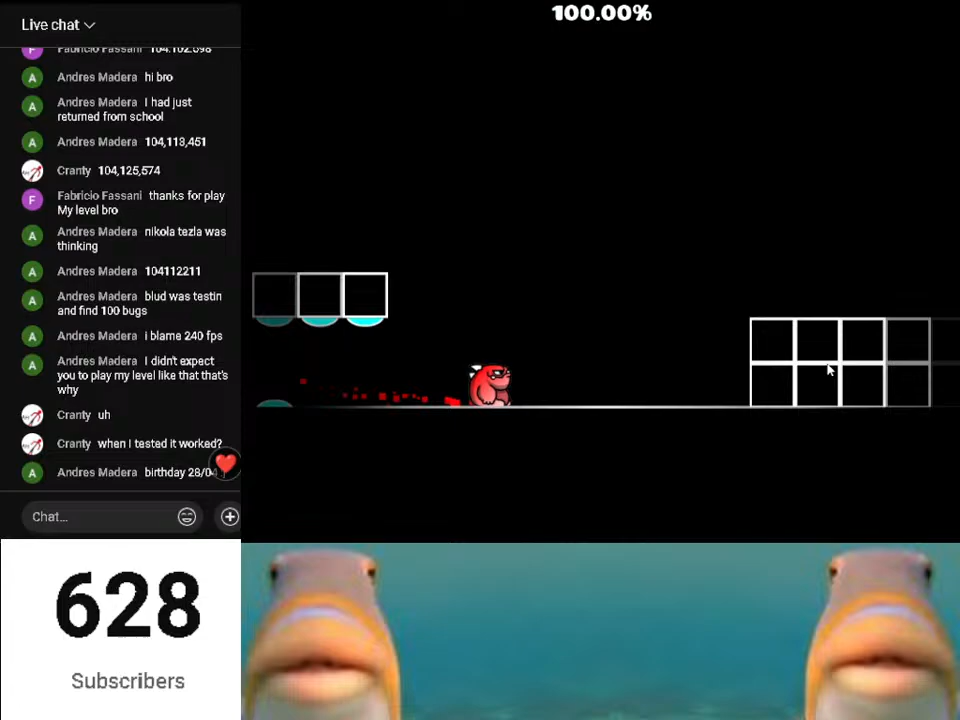 100.00%
Live chat
F Fabricio Fassani 104.102.598
A Andres Madera hi bro
A Andres Madera I had just
returned from school
A Andres Madera 104,113,451
Cranty 104,125,574
F Fabricio Fassani thanks for play
My level bro
A Andres Madera nikola tezla was
thinking
A Andres Madera 104112211
A Andres Madera blud was testin
and find 100 bugs
A Andres Madera i blame 240 fps
A Andres Madera I didn't expect
you to play my level like that that's
why
Cranty uh
Cranty when I tested it worked?
A Andres Madera birthday 28/04
Chat...
628
Subscribers